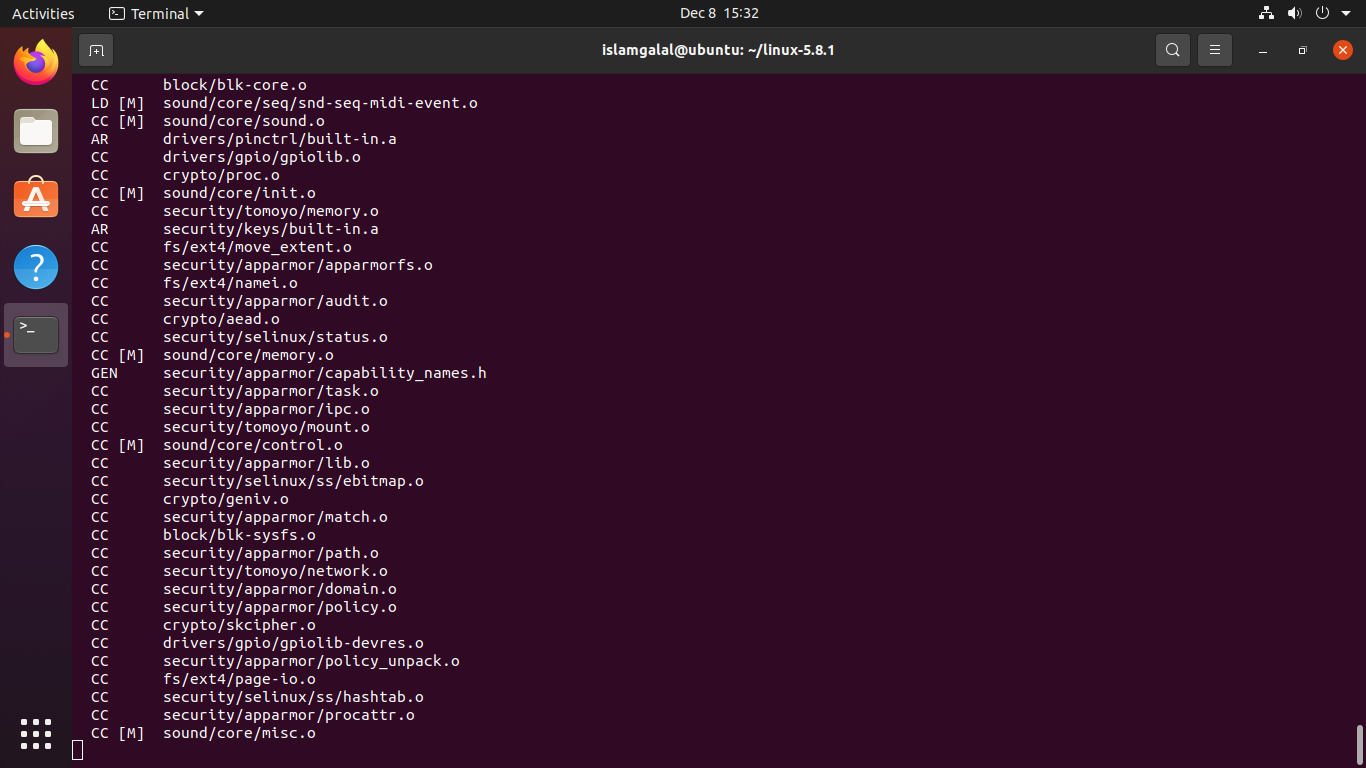 Activities Terminal Dec 8 15:32
islamgalal@ubuntu: ~/linux-5.8.1
CC block/blk-core.o
LD [M] sound/core/seq/snd-seq-midi-event.o
CC [M] sound/core/sound.o
AR drivers/pinctrl/built-in.a
CC drivers/gpio/gpiolib.o
CC crypto/proc.o
CC [M] sound/core/init.o
CC security/tomoyo/memory.o
AR security/keys/built-in.a
CC fs/ext4/move_extent.o
CC security/apparmor/apparmorfs.o
CC fs/ext4/namei.o
CC security/apparmor/audit.o
CC crypto/aead.o
CC security/selinux/status.o
CC [M] sound/core/memory.o
GEN security/apparmor/capability_names.h
CC security/apparmor/task.o
CC security/apparmor/ipc.o
CC security/tomoyo/mount.o
CC [M] sound/core/control.o
CC security/apparmor/lib.o
CC security/selinux/ss/ebitmap.o
CC crypto/geniv.o
CC security/apparmor/match.o
CC block/blk-sysfs.o
CC security/apparmor/path.o
CC security/tomoyo/network.o
CC security/apparmor/domain.o
CC security/apparmor/policy.o
CC crypto/skcipher.o
CC drivers/gpio/gpiolib-devres.o
CC security/apparmor/policy_unpack.o
CC fs/ext4/page-io.o
CC security/selinux/ss/hashtab.o
CC security/apparmor/procattr.o
CC [M] sound/core/misc.o